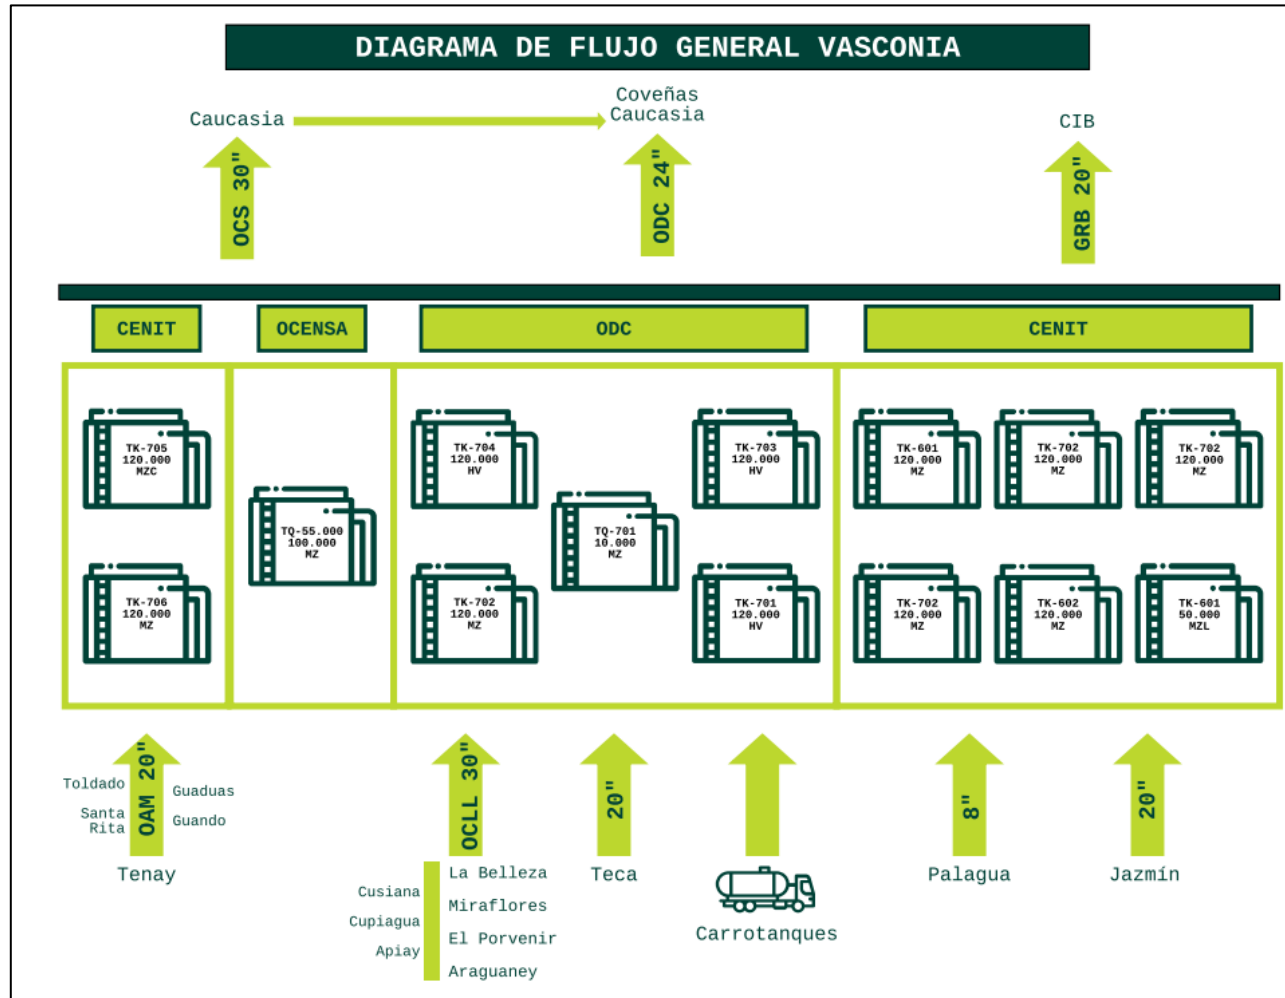 DIAGRAMA DE FLUJO GENERAL VASCONIA
Caucasia
Coveñas
Caucasia
CIB
OCS 30"
ODC 24"
GRB 20"
CENIT
OCENSA
ODC
CENIT
TK-705
120.000
MZC
TK-706
120.000
MZ
TQ-55.000
100.000
MZ
TK-704
120.000
HV
TK-702
120.000
MZ
TQ-701
10.000
MZ
TK-703
120.000
HV
TK-701
120.000
HV
TK-601
120.000
MZ
TK-702
120.000
MZ
TK-702
120.000
MZ
TK-702
120.000
MZ
TK-602
120.000
MZ
TK-601
50.000
MZL
Toldado
Santa
Rita
OAM 20"
Guaduas
Guando
Tenay
OCLL 30"
Cusiana
Cupiagua
Apiay
La Belleza
Miraflores
El Porvenir
Araguaney
20"
Teca
Carrotanques
8"
Palagua
20"
Jazmín